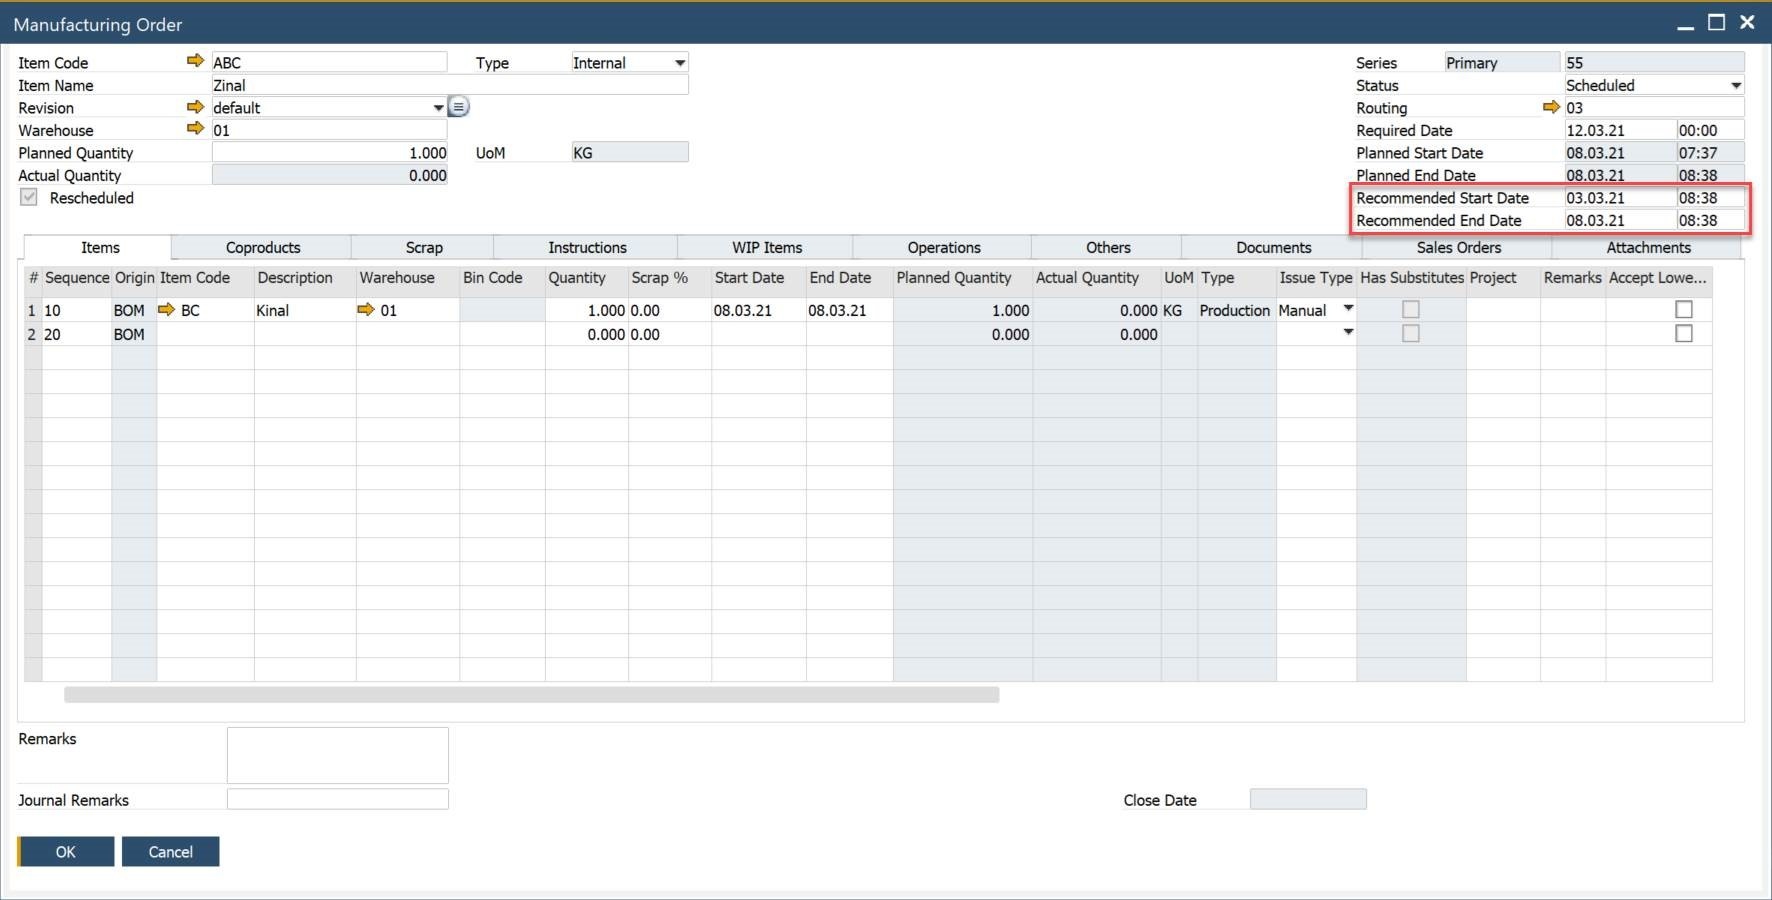 Manufacturing Order
Item Code ABC Type Internal Series Primary 55
Item Name Zinal Status Scheduled
Revision default Routing 03
Warehouse 01 Required Date 12.03.21 00:00
Planned Quantity 1.000 UoM KG Planned Start Date 08.03.21 07:37
Actual Quantity 0.000 Planned End Date 08.03.21 08:38
Rescheduled Recommended Start Date 03.03.21 08:38
Recommended End Date 08.03.21 08:38
Items Coproducts Scrap Instructions WIP Items Operations Others Documents Sales Orders Attachments
# Sequence Origin Item Code Description Warehouse Bin Code Quantity Scrap % Start Date End Date Planned Quantity Actual Quantity UoM Type Issue Type Has Substitutes Project Remarks Accept Lowe...
1 10 BOM BC Kinal 01 1.000 0.00 08.03.21 08.03.21 1.000 0.000 KG Production Manual
2 20 BOM 0.000 0.00 0.000 0.000
Remarks
Journal Remarks Close Date
OK Cancel